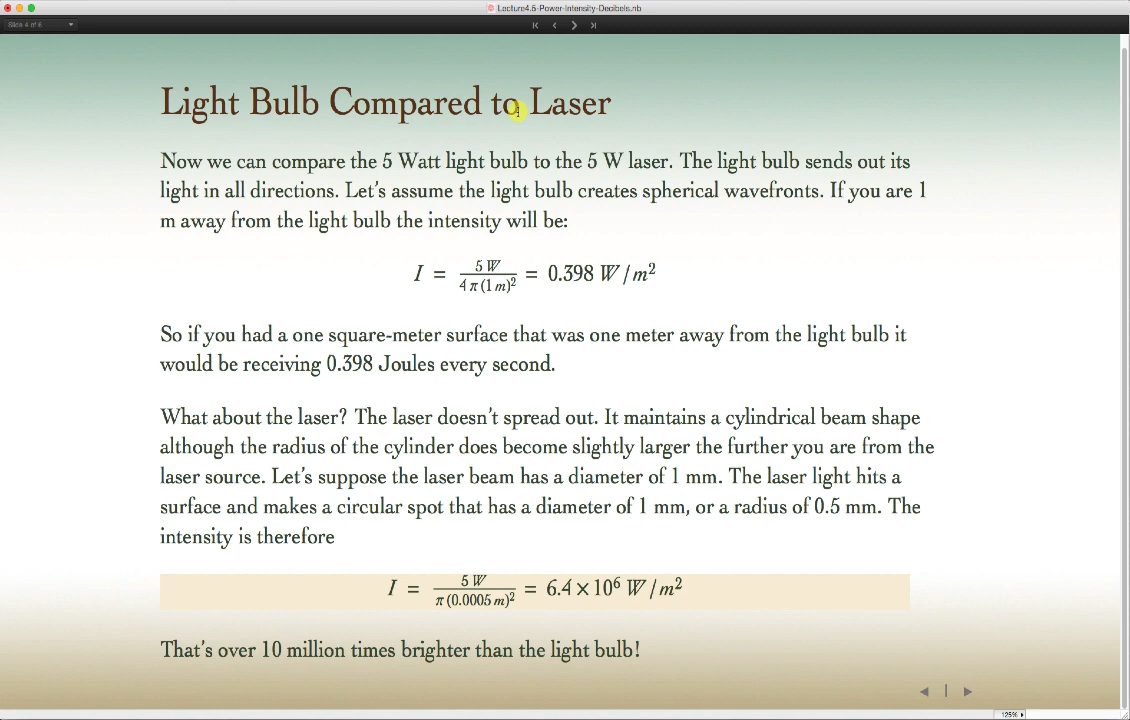 Lecture4.5-Power-Intensity-Decibels.nb
Slide 4 of 6
Light Bulb Compared to Laser
Now we can compare the 5 Watt light bulb to the 5 W laser. The light bulb sends out its
light in all directions. Let's assume the light bulb creates spherical wavefronts. If you are 1
m away from the light bulb the intensity will be:
I = 5 W / 4 π (1 m)² = 0.398 W/m²
So if you had a one square-meter surface that was one meter away from the light bulb it
would be receiving 0.398 Joules every second.
What about the laser? The laser doesn't spread out. It maintains a cylindrical beam shape
although the radius of the cylinder does become slightly larger the further you are from the
laser source. Let's suppose the laser beam has a diameter of 1 mm. The laser light hits a
surface and makes a circular spot that has a diameter of 1 mm, or a radius of 0.5 mm. The
intensity is therefore
I = 5 W / π (0.0005 m)² = 6.4 × 10⁶ W/m²
That's over 10 million times brighter than the light bulb!
125%